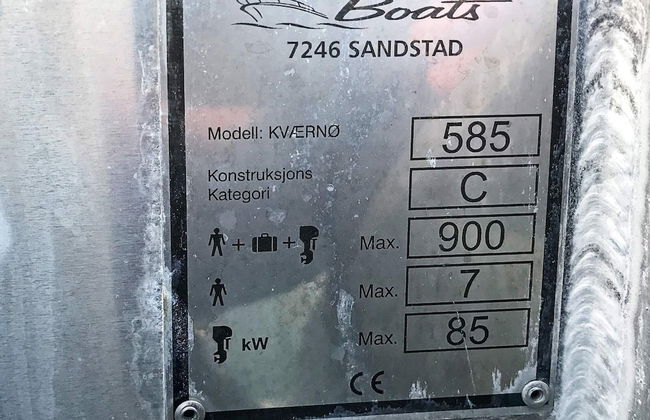 Boats
7246 SANDSTAD
Modell: KVÆRNØ 585
Konstruksjons
Kategori C
+ + Max. 900
Max. 7
kW Max. 85
CE